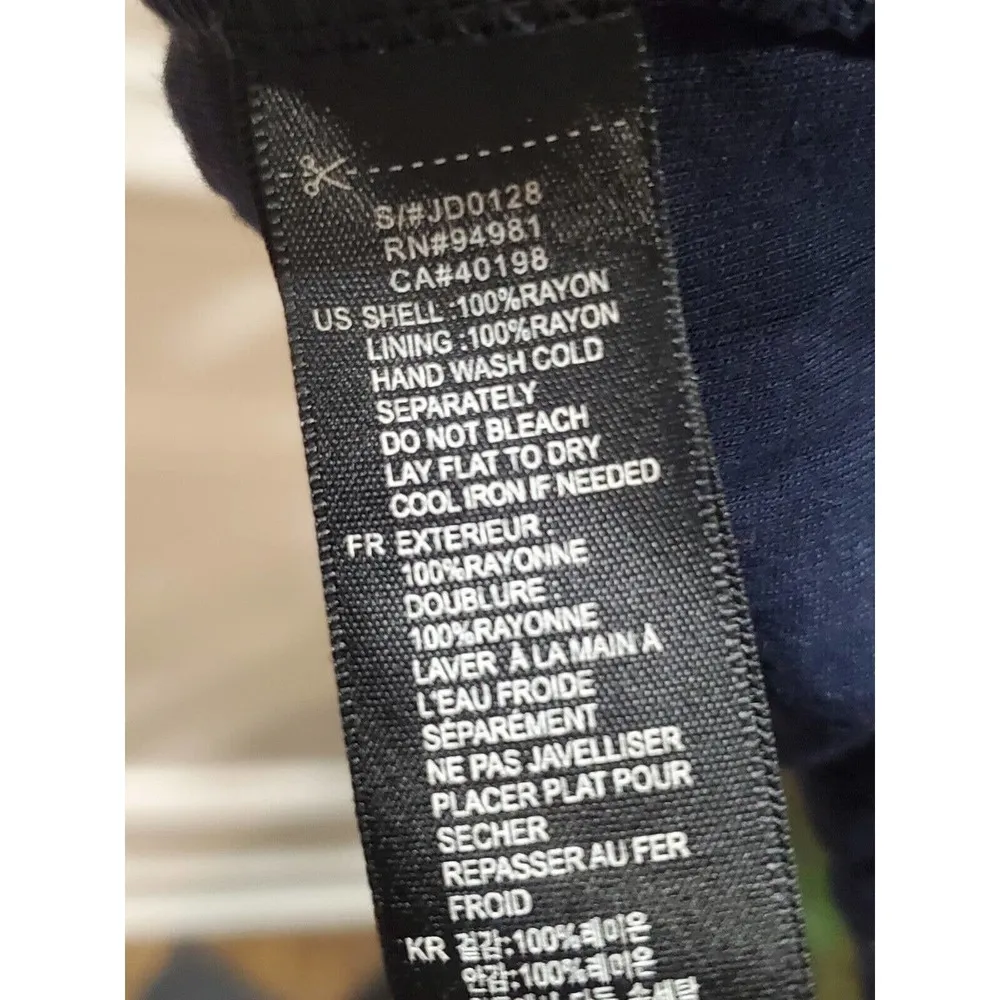 S/#JD0128
RN#94981
CA#40198
US SHELL :100%RAYON
LINING :100%RAYON
HAND WASH COLD
SEPARATELY
DO NOT BLEACH
LAY FLAT TO DRY
COOL IRON IF NEEDED
FR EXTERIEUR :
100%RAYONNE
DOUBLURE :
100%RAYONNE
LAVER À LA MAIN À
L'EAU FROIDE
SÉPARÉMENT
NE PAS JAVELLISER
PLACER PLAT POUR
SECHER
REPASSER AU FER
FROID
KR 겉감:100%레이온
안감:100%레이온